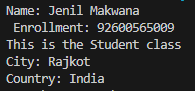 Name: Jenil Makwana
 Enrollment: 92600565009
This is the Student class
City: Rajkot
Country: India